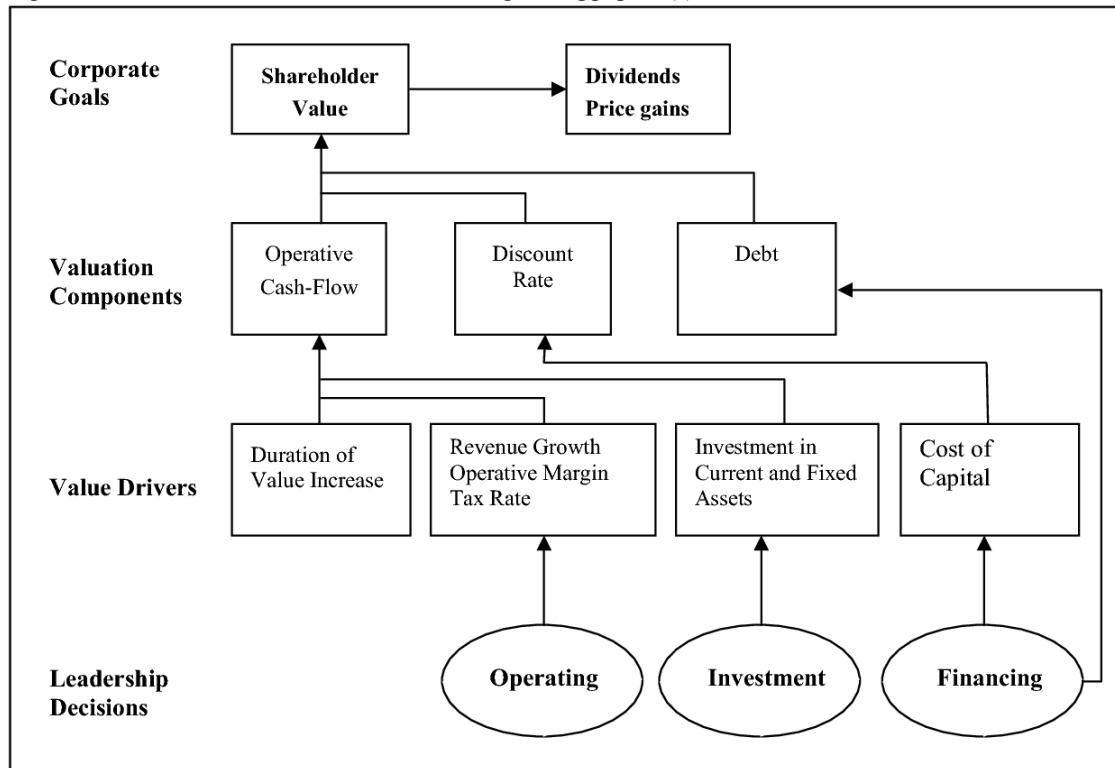 Corporate
Goals
Shareholder
Value
Dividends
Price gains
Valuation
Components
Operative
Cash-Flow
Discount
Rate
Debt
Value Drivers
Duration of
Value Increase
Revenue Growth
Operative Margin
Tax Rate
Investment in
Current and Fixed
Assets
Cost of
Capital
Leadership
Decisions
Operating
Investment
Financing